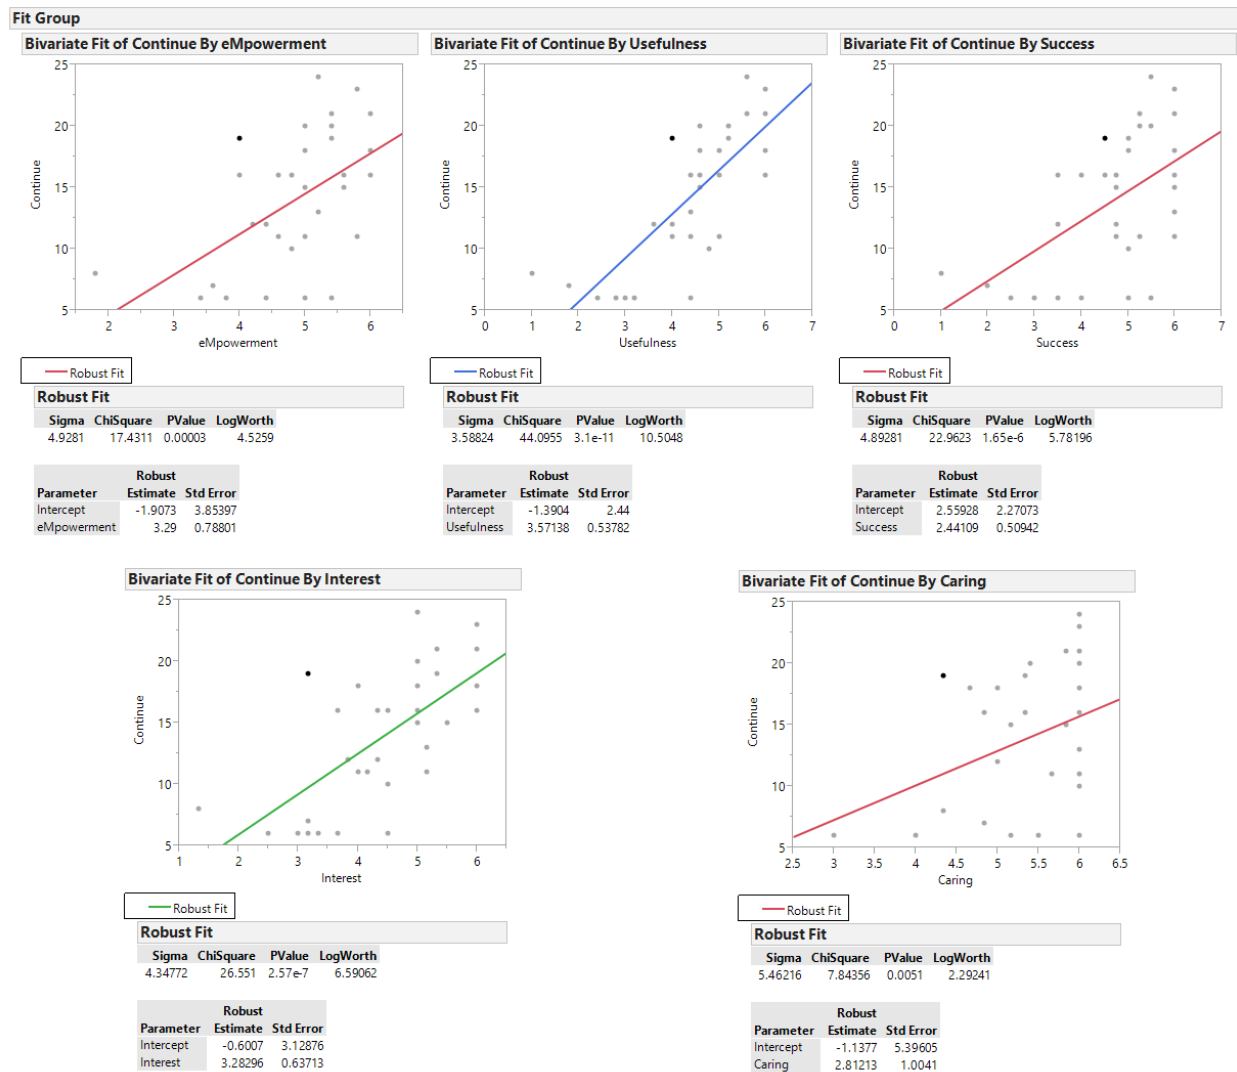 Fit Group
Bivariate Fit of Continue By eMpowerment
25
20
15
10
5
Continue
2 3 4 5 6
eMpowerment
Robust Fit
Robust Fit
Sigma ChiSquare PValue LogWorth
4.9281 17.4311 0.00003 4.5259
Robust
Parameter Estimate Std Error
Intercept -1.9073 3.85397
eMpowerment 3.29 0.78801
Bivariate Fit of Continue By Usefulness
25
20
15
10
5
Continue
0 1 2 3 4 5 6 7
Usefulness
Robust Fit
Robust Fit
Sigma ChiSquare PValue LogWorth
3.58824 44.0955 3.1e-11 10.5048
Robust
Parameter Estimate Std Error
Intercept -1.3904 2.44
Usefulness 3.57138 0.53782
Bivariate Fit of Continue By Success
25
20
15
10
5
Continue
0 1 2 3 4 5 6 7
Success
Robust Fit
Robust Fit
Sigma ChiSquare PValue LogWorth
4.89281 22.9623 1.65e-6 5.78196
Robust
Parameter Estimate Std Error
Intercept 2.55928 2.27073
Success 2.44109 0.50942
Bivariate Fit of Continue By Interest
25
20
15
10
5
Continue
1 2 3 4 5 6
Interest
Robust Fit
Robust Fit
Sigma ChiSquare PValue LogWorth
4.34772 26.551 2.57e-7 6.59062
Robust
Parameter Estimate Std Error
Intercept -0.6007 3.12876
Interest 3.28296 0.63713
Bivariate Fit of Continue By Caring
25
20
15
10
5
Continue
2.5 3 3.5 4 4.5 5 5.5 6 6.5
Caring
Robust Fit
Robust Fit
Sigma ChiSquare PValue LogWorth
5.46216 7.84356 0.0051 2.29241
Robust
Parameter Estimate Std Error
Intercept -1.1377 5.39605
Caring 2.81213 1.0041